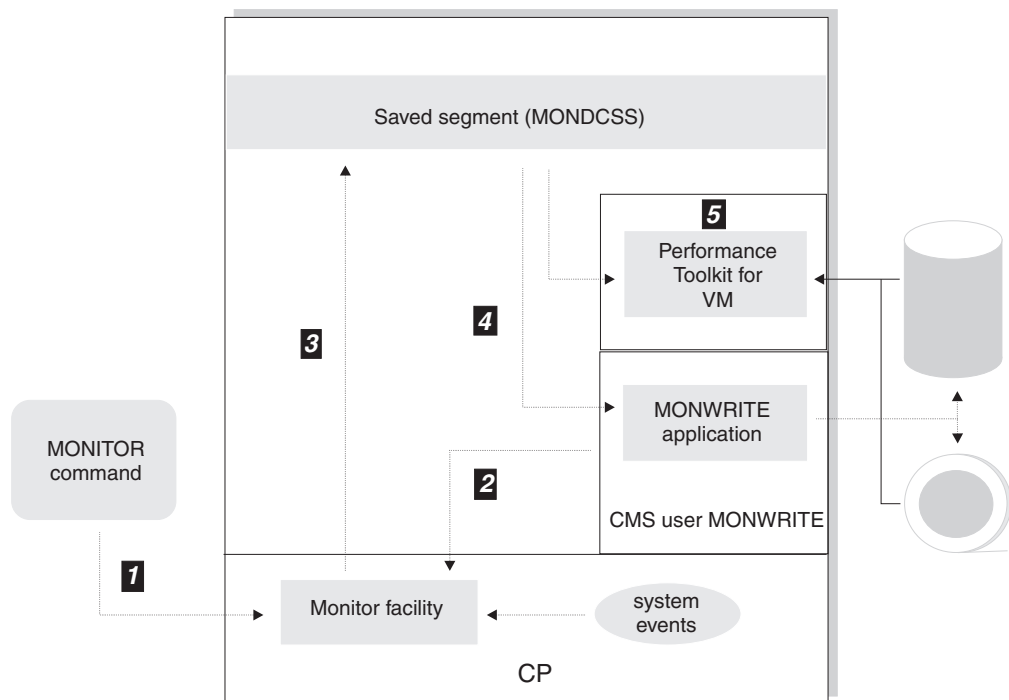 Saved segment (MONDCSS)
5
Performance
Toolkit for
VM
4
3
MONWRITE
application
MONITOR
command
2
CMS user MONWRITE
1
Monitor facility
system
events
CP